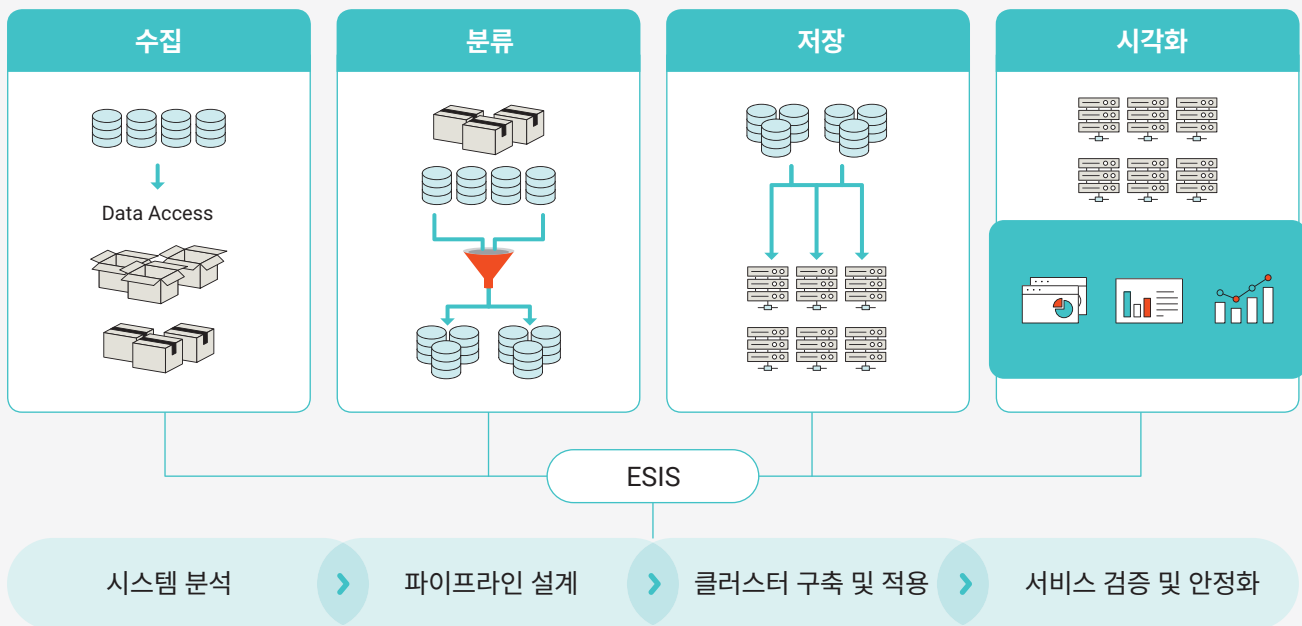 수집
분류
저장
시각화
Data Access
ESIS
시스템 분석
파이프라인 설계
클러스터 구축 및 적용
서비스 검증 및 안정화